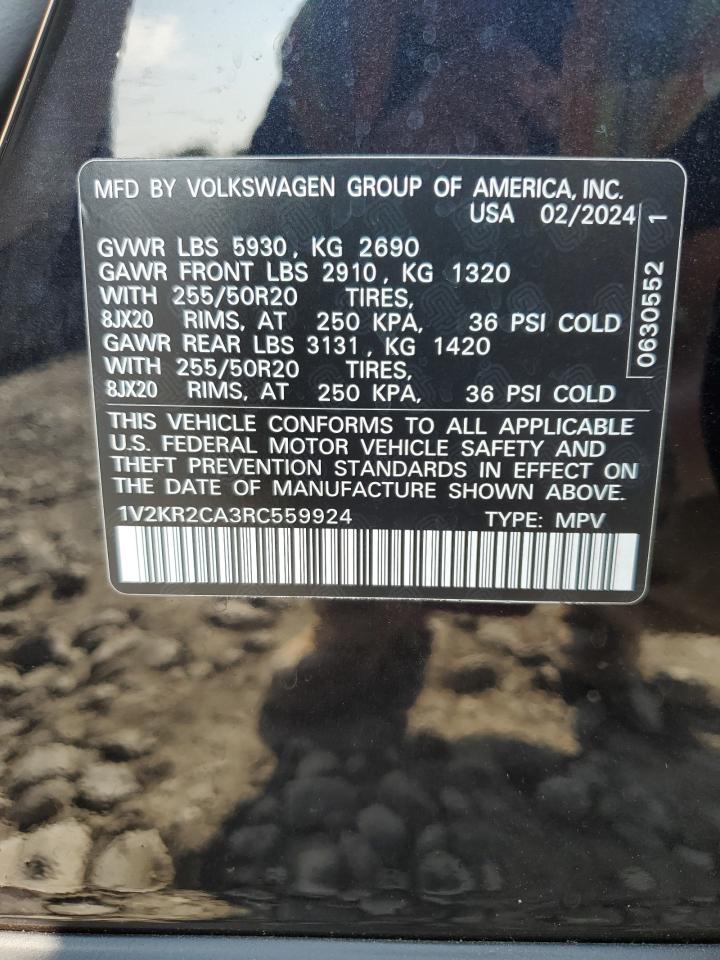 MFD BY VOLKSWAGEN GROUP OF AMERICA, INC.
USA 02/2024
GVWR LBS 5930, KG 2690
GAWR FRONT LBS 2910, KG 1320
WITH 255/50R20 TIRES,
8JX20 RIMS, AT 250 KPA, 36 PSI COLD
GAWR REAR LBS 3131, KG 1420
WITH 255/50R20 TIRES,
8JX20 RIMS, AT 250 KPA, 36 PSI COLD
0630552 1
THIS VEHICLE CONFORMS TO ALL APPLICABLE
U.S. FEDERAL MOTOR VEHICLE SAFETY AND
THEFT PREVENTION STANDARDS IN EFFECT ON
THE DATE OF MANUFACTURE SHOWN ABOVE.
1V2KR2CA3RC559924 TYPE: MPV